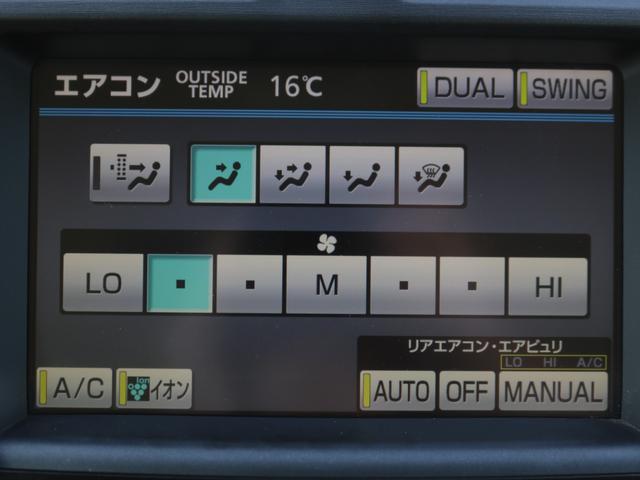 エアコン OUTSIDE TEMP 16℃ DUAL SWING
LO M HI
リアエアコン・エアピュリ
LO HI A/C
A/C Ion イオン AUTO OFF MANUAL